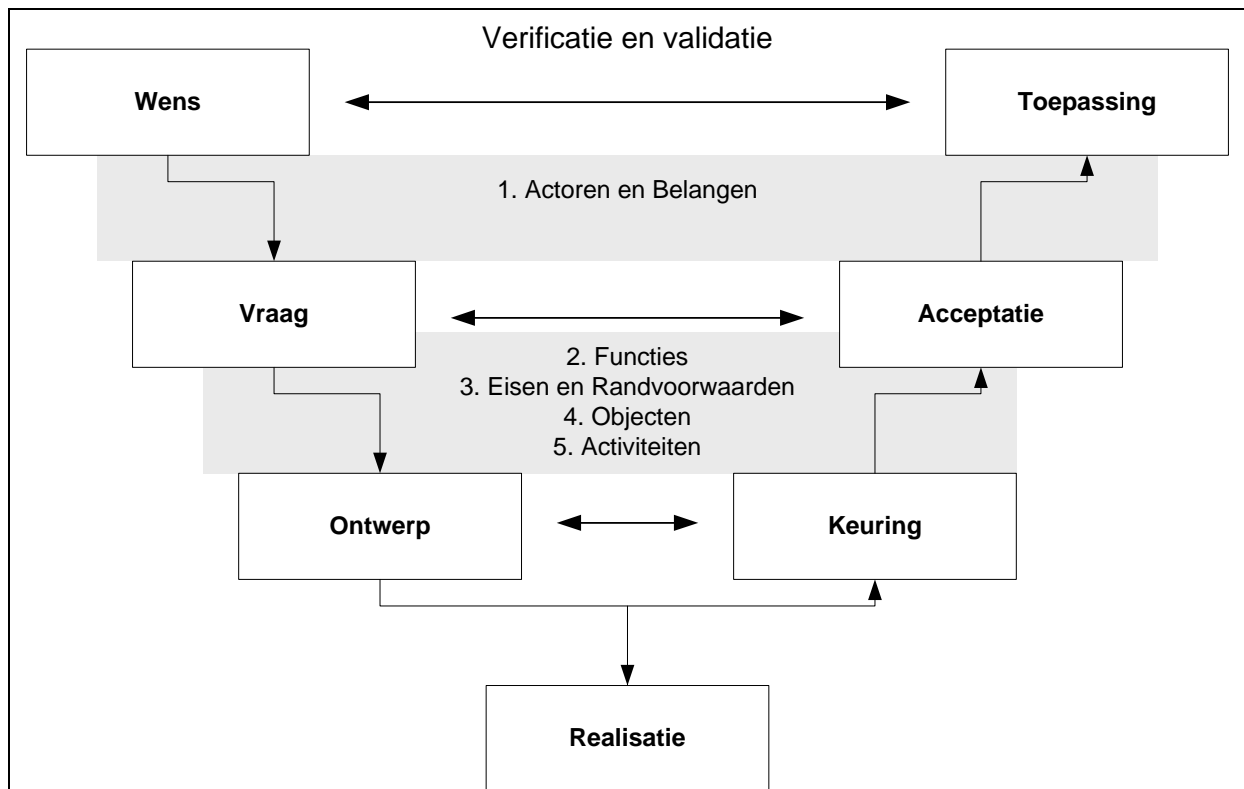 Verificatie en validatie
Wens
Toepassing
1. Actoren en Belangen
Vraag
Acceptatie
2. Functies
3. Eisen en Randvoorwaarden
4. Objecten
5. Activiteiten
Ontwerp
Keuring
Realisatie